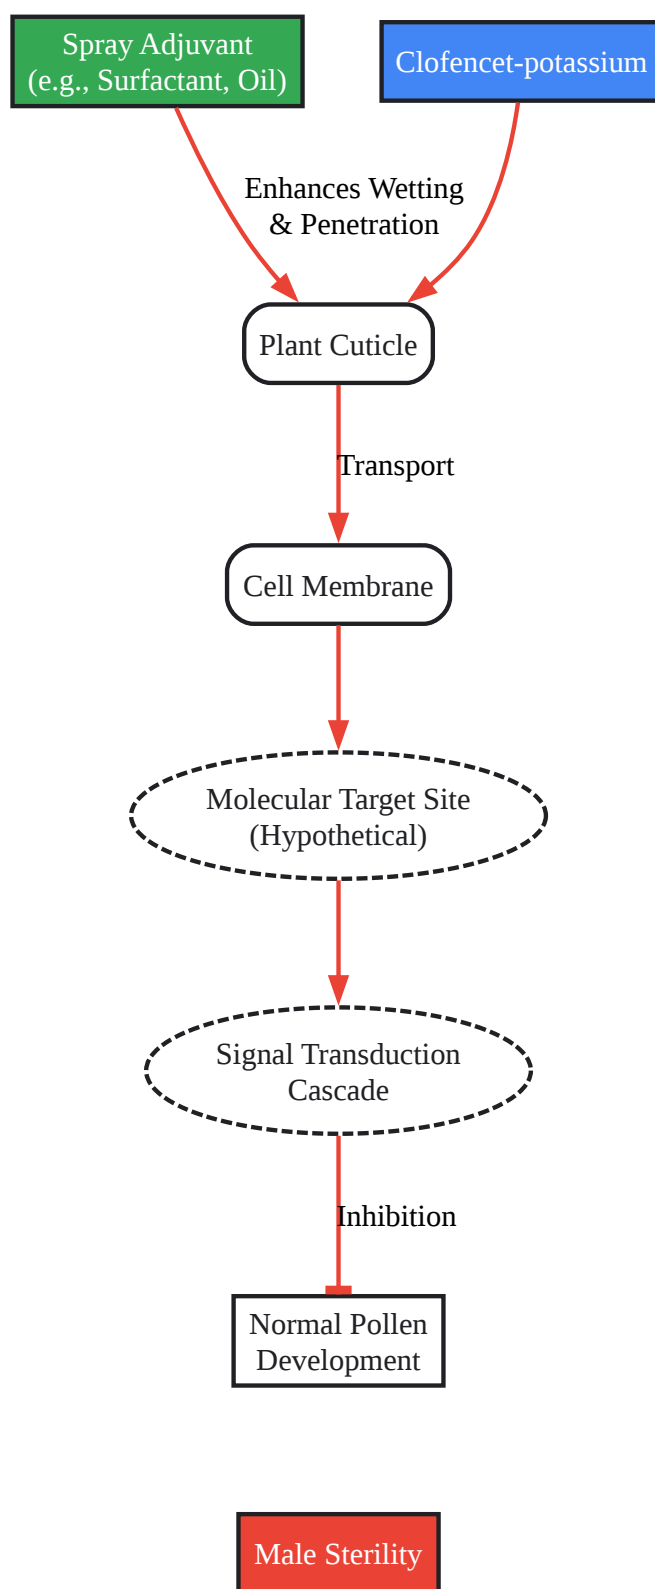 Spray Adjuvant
(e.g., Surfactant, Oil)
Clofencet-potassium
Enhances Wetting
& Penetration
Plant Cuticle
Transport
Cell Membrane
Molecular Target Site
(Hypothetical)
Signal Transduction
Cascade
Inhibition
Normal Pollen
Development
Male Sterility